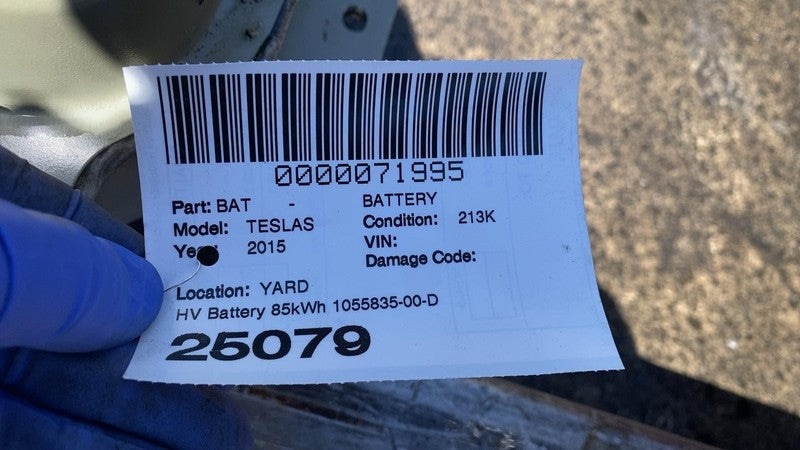 0000071995
Part: BAT - BATTERY
Model: TESLAS Condition: 213K
Year: 2015 VIN:
Damage Code:
Location: YARD
HV Battery 85kWh 1055835-00-D
25079